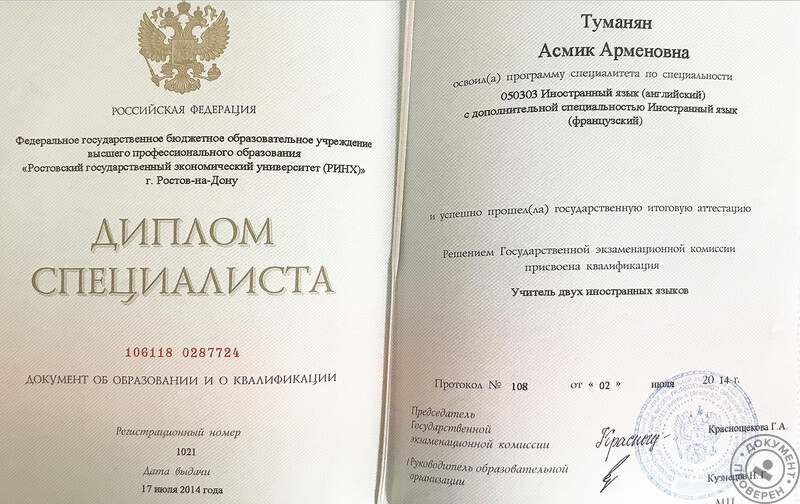 РОССИЙСКАЯ ФЕДЕРАЦИЯ
Федеральное государственное бюджетное образовательное учреждение
высшего профессионального образования
«Ростовский государственный экономический университет (РИНХ)»
г. Ростов-на-Дону
ДИПЛОМ
СПЕЦИАЛИСТА
106118 0287724
ДОКУМЕНТ ОБ ОБРАЗОВАНИИ И О КВАЛИФИКАЦИИ
Регистрационный номер
1021
Дата выдачи
17 июля 2014 года
Туманян
Асмик Арменовна
освоил(а) программу специалитета по специальности
050303 Иностранный язык (английский)
с дополнительной специальностью Иностранный язык
(французский)
и успешно прошел(ла) государственную итоговую аттестацию
Решением Государственной экзаменационной комиссии
присвоена квалификация
Учитель двух иностранных языков
Протокол № 108 от «02» июля 2014 г.
Председатель
Государственной
экзаменационной комиссии
Краснощекова Г.А.
Руководитель образовательной
организации
Кузнецов Н.Г.
М.П.
ДОКУМЕНТ ПРОВЕРЕН